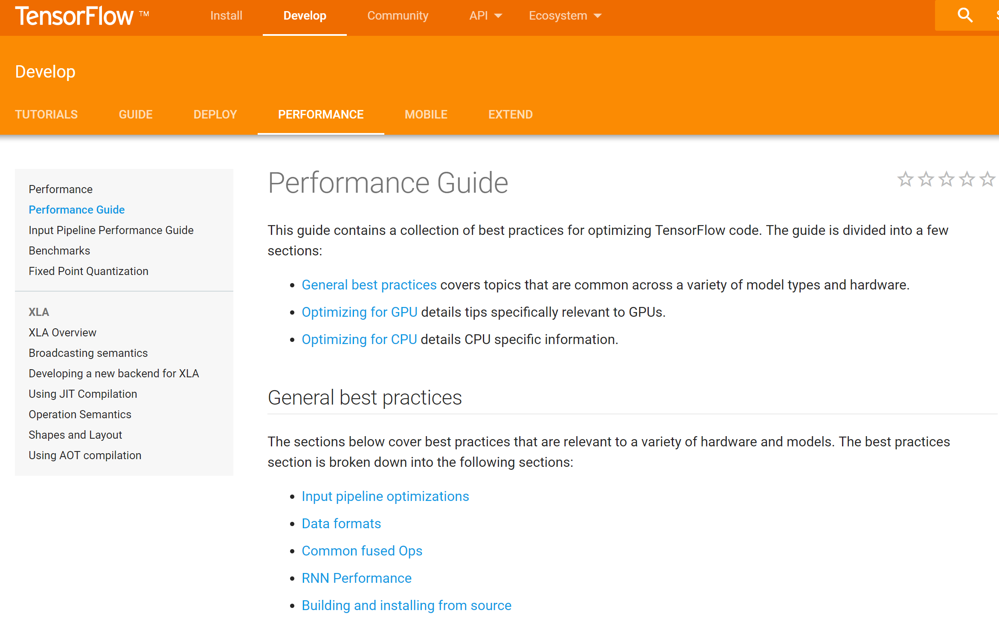 TensorFlow ™ Install Develop Community API Ecosystem
Develop
TUTORIALS GUIDE DEPLOY PERFORMANCE MOBILE EXTEND
Performance
Performance Guide
Input Pipeline Performance Guide
Benchmarks
Fixed Point Quantization
XLA
XLA Overview
Broadcasting semantics
Developing a new backend for XLA
Using JIT Compilation
Operation Semantics
Shapes and Layout
Using AOT compilation
Performance Guide
This guide contains a collection of best practices for optimizing TensorFlow code. The guide is divided into a few
sections:
• General best practices covers topics that are common across a variety of model types and hardware.
• Optimizing for GPU details tips specifically relevant to GPUs.
• Optimizing for CPU details CPU specific information.
General best practices
The sections below cover best practices that are relevant to a variety of hardware and models. The best practices
section is broken down into the following sections:
• Input pipeline optimizations
• Data formats
• Common fused Ops
• RNN Performance
• Building and installing from source